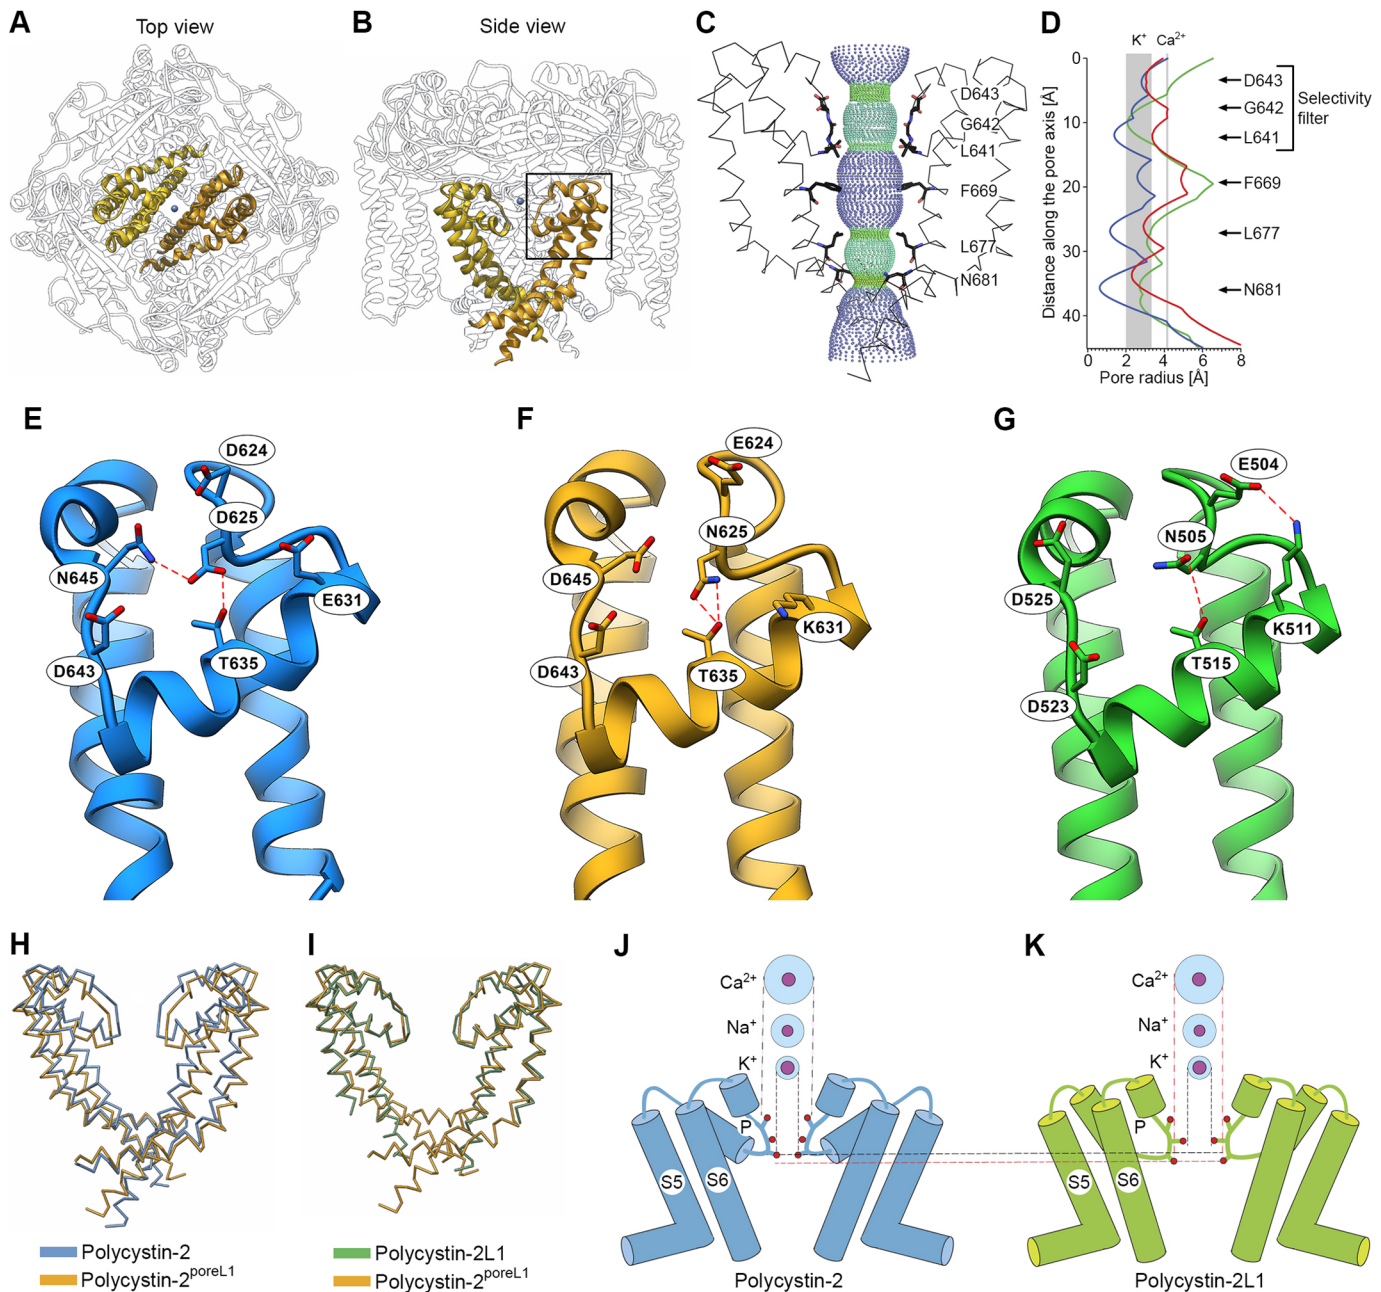 A
Top view
B
Side view
C
D643
G642
L641
F669
L677
N681
D
K+
Ca2+
Distance along the pore axis [Å]
0
10
20
30
40
0
2
4
6
8
Pore radius [Å]
D643
G642
L641
F669
L677
N681
Selectivity
filter
E
D624
D625
N645
E631
D643
T635
F
E624
N625
D645
K631
D643
T635
G
E504
N505
D525
K511
T515
D523
H
Polycystin-2
Polycystin-2poreL1
I
Polycystin-2L1
Polycystin-2poreL1
J
Ca2+
Na+
K+
P
S5
S6
Polycystin-2
K
Ca2+
Na+
K+
P
S5
S6
Polycystin-2L1